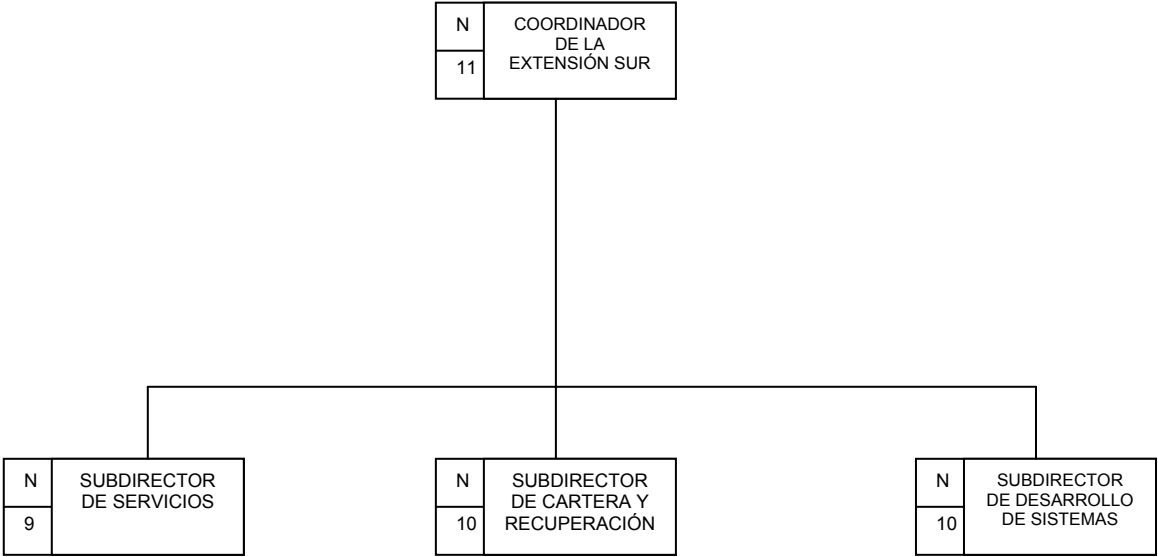 N
11
COORDINADOR
DE LA
EXTENSIÓN SUR
N
9
SUBDIRECTOR
DE SERVICIOS
N
10
SUBDIRECTOR
DE CARTERA Y
RECUPERACIÓN
N
10
SUBDIRECTOR
DE DESARROLLO
DE SISTEMAS